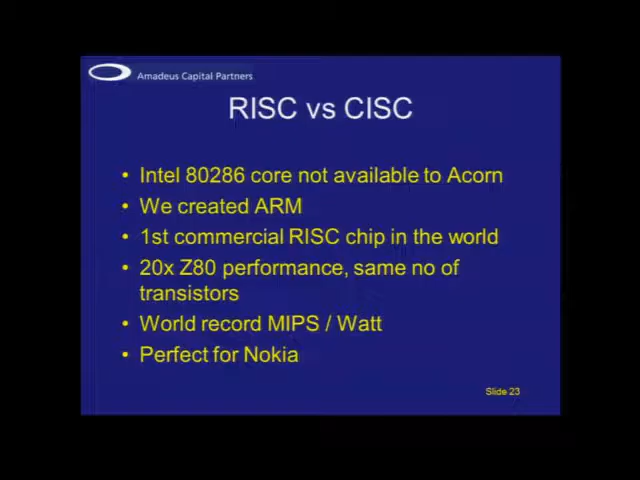 Amadeus Capital Partners
RISC vs CISC
• Intel 80286 core not available to Acorn
• We created ARM
• 1st commercial RISC chip in the world
• 20x Z80 performance, same no of
transistors
• World record MIPS / Watt
• Perfect for Nokia
Slide 23